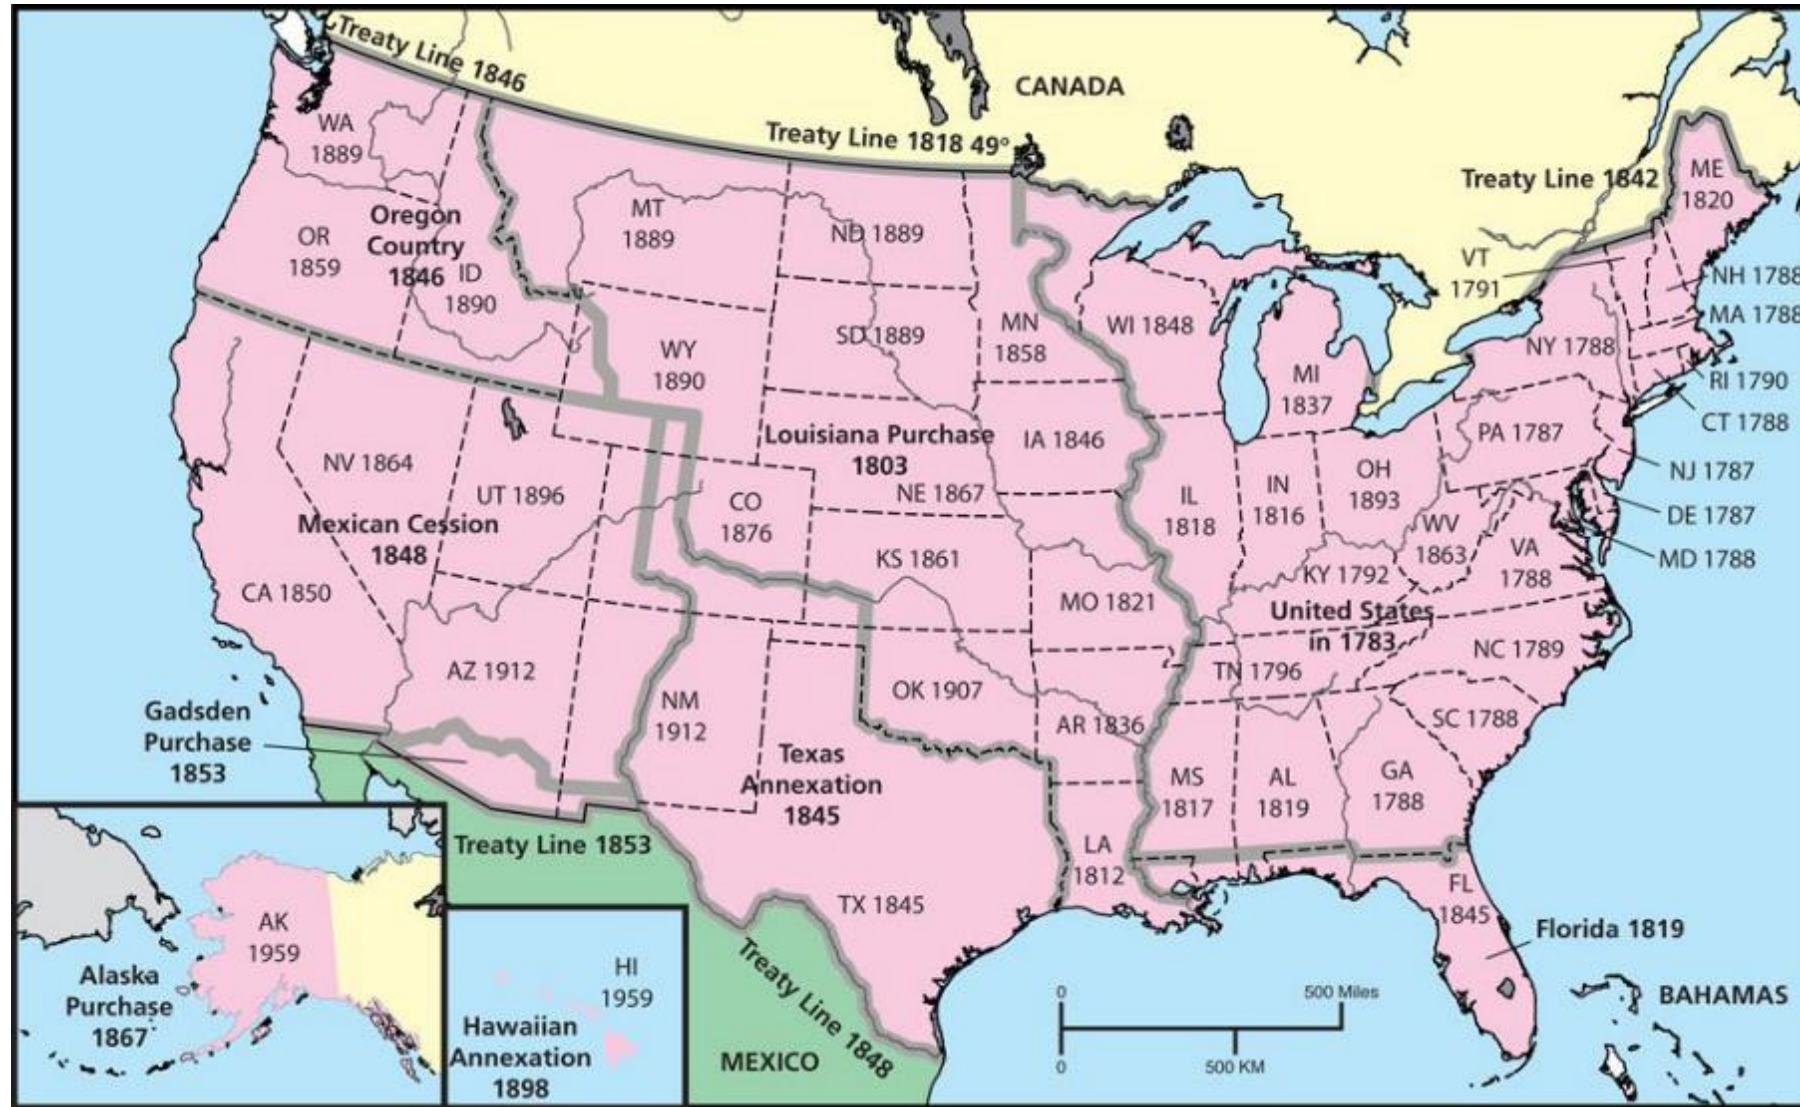 Treaty Line 1846
CANADA
Treaty Line 1818 49°
Treaty Line 1842
ME
1820
WA
1889
Oregon
Country
1846
OR
1859
ID
1890
MT
1889
ND 1889
SD 1889
WY
1890
MN
1858
WI 1848
MI
1837
VT
1791
NY 1788
NH 1788
MA 1788
RI 1790
CT 1788
NJ 1787
DE 1787
MD 1788
PA 1787
Louisiana Purchase
1803
IA 1846
NE 1867
NV 1864
UT 1896
Mexican Cession
1848
CA 1850
CO
1876
KS 1861
MO 1821
IL
1818
IN
1816
OH
1893
WV
1863
VA
1788
KY 1792
United States
in 1783
NC 1789
TN 1796
SC 1788
AZ 1912
NM
1912
OK 1907
AR 1836
Gadsden
Purchase
1853
Texas
Annexation
1845
MS
1817
AL
1819
GA
1788
LA
1812
Treaty Line 1853
TX 1845
FL
1845
Florida 1819
AK
1959
Alaska
Purchase
1867
HI
1959
Hawaiian
Annexation
1898
Treaty Line 1848
MEXICO
0
500 Miles
0
500 KM
BAHAMAS